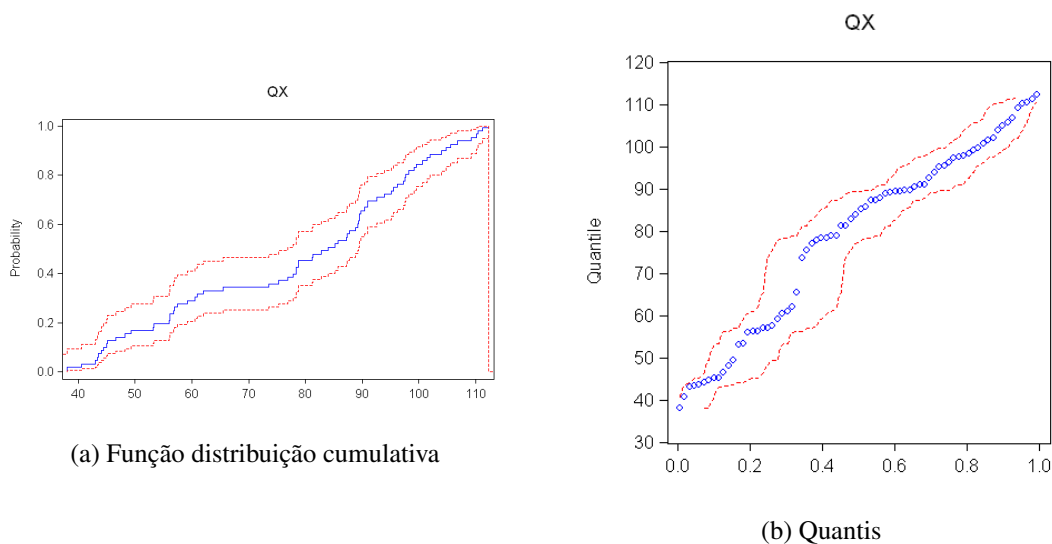 QX
Probability
1.0
0.8
0.6
0.4
0.2
0.0
40 50 60 70 80 90 100 110
(a) Função distribuição cumulativa
QX
Quantile
120
110
100
90
80
70
60
50
40
30
0.0 0.2 0.4 0.6 0.8 1.0
(b) Quantis